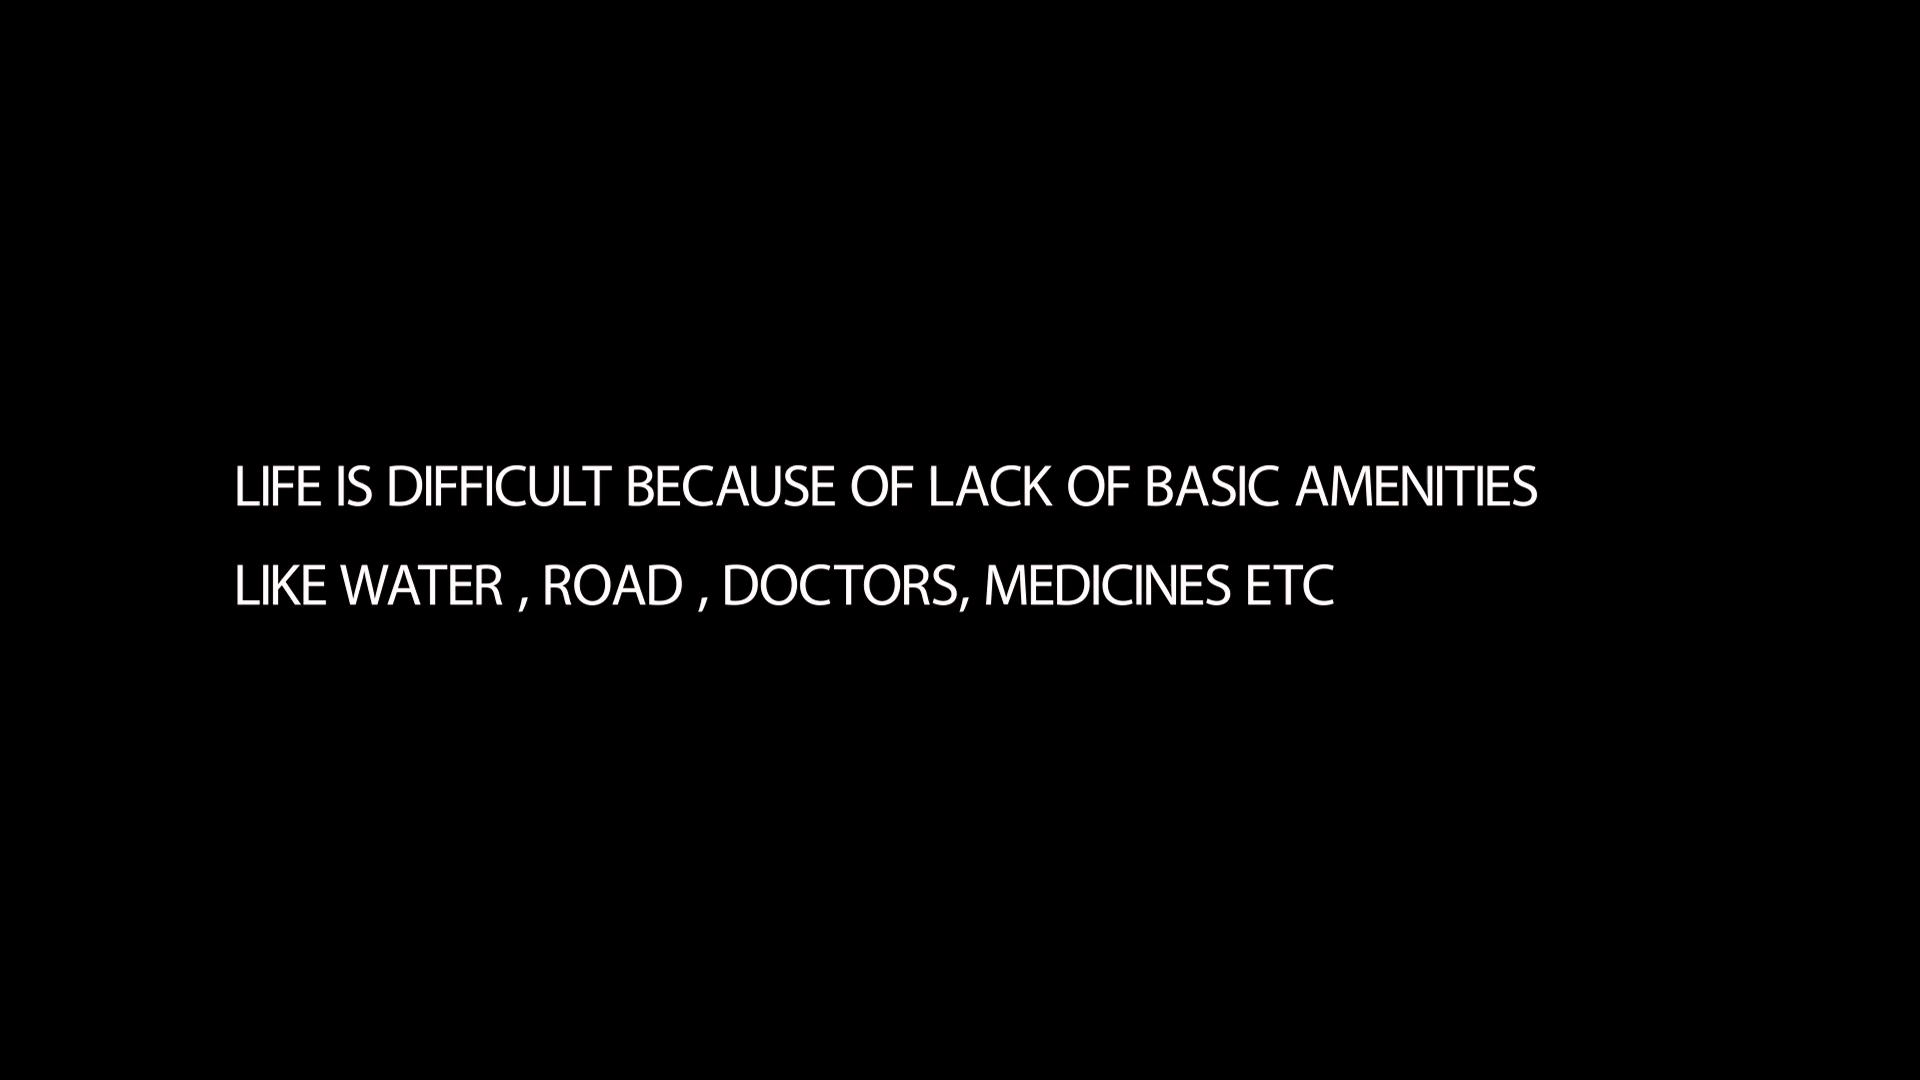 LIFE IS DIFFICULT BECAUSE OF LACK OF BASIC AMENITIES
LIKE WATER , ROAD , DOCTORS, MEDICINES ETC